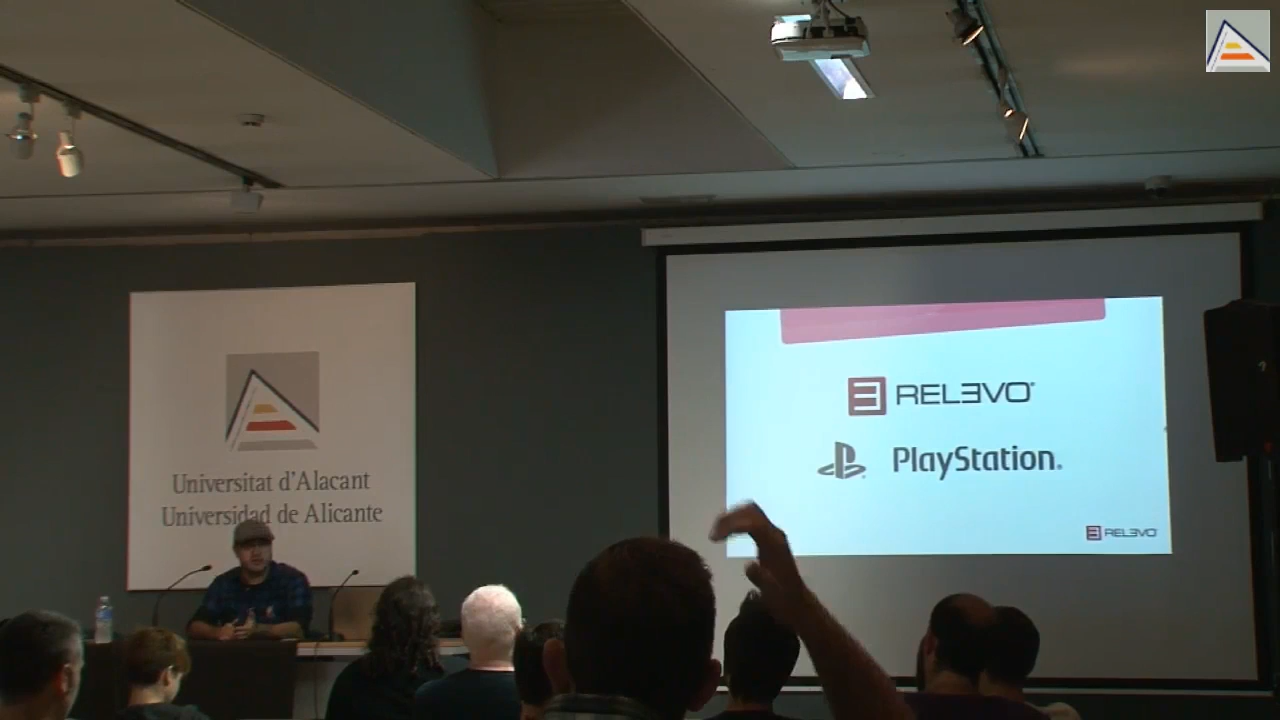 Universitat d'Alacant
Universidad de Alicante
RELEVO
PlayStation.
RELEVO